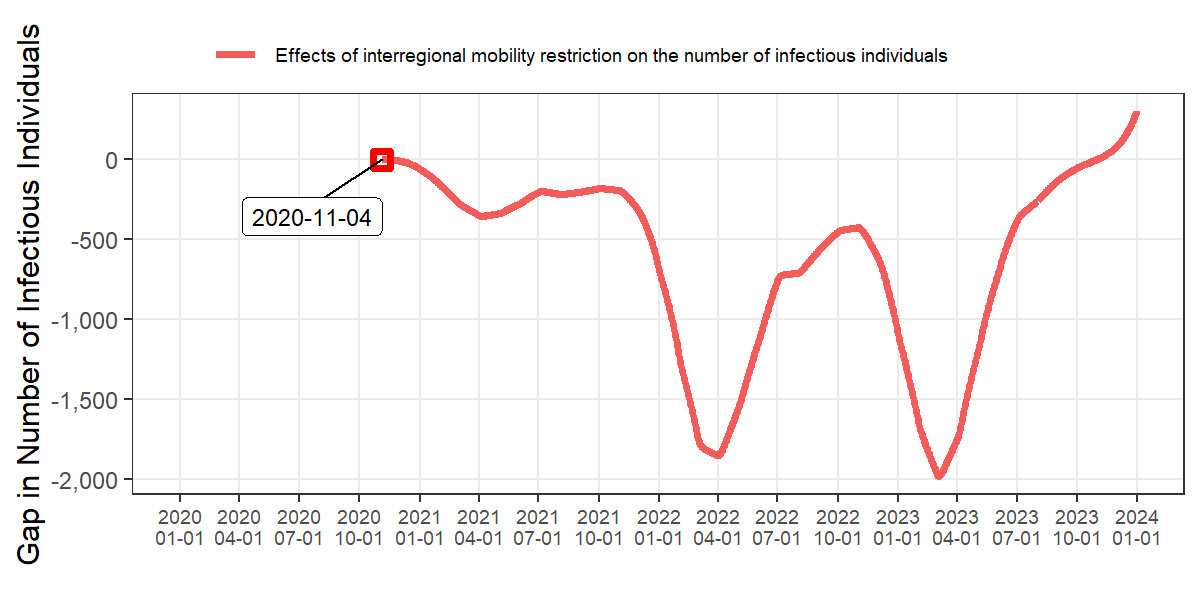 Effects of interregional mobility restriction on the number of infectious individuals
Gap in Number of Infectious Individuals
0
-500
-1,000
-1,500
-2,000
2020-11-04
2020 2020 2020 2020 2021 2021 2021 2021 2022 2022 2022 2022 2023 2023 2023 2023 2024
01-01 04-01 07-01 10-01 01-01 04-01 07-01 10-01 01-01 04-01 07-01 10-01 01-01 04-01 07-01 10-01 01-01